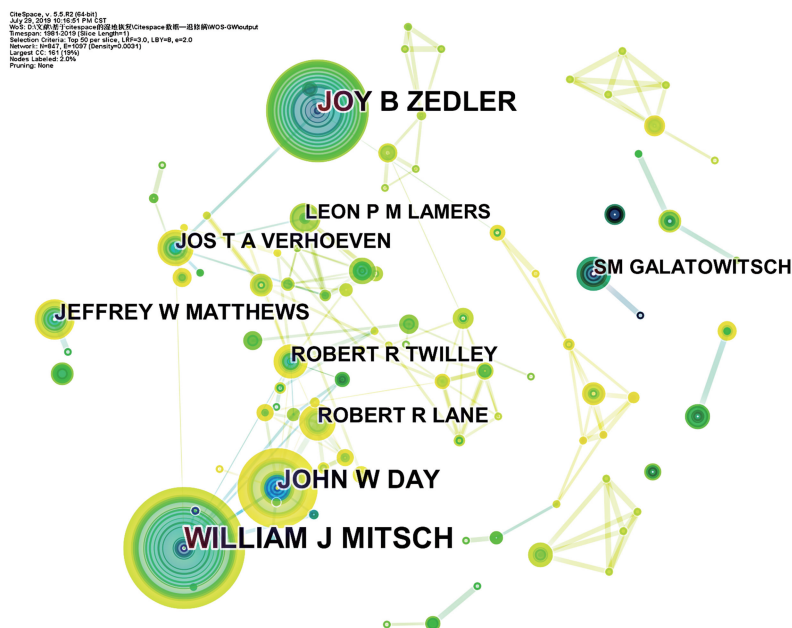 CiteSpace, v. 5.5.R2 (64-bit)
July 29, 2019 10:16:51 PM CST
Timespan: 1981-2019 (Slice Length=1)
Selection Criteria: Top 50 per slice, LRF=3.0, LBY=8, e=2.0
Network: N=847, E=1097 (Density=0.0031)
Largest CC: 161 (19%)
Nodes Labeled: 2.0%
Pruning: None
JOY B ZEDLER
LEON P M LAMERS
JOS T A VERHOEVEN
SM GALATOWITSCH
JEFFREY W MATTHEWS
ROBERT R TWILLEY
ROBERT R LANE
JOHN W DAY
WILLIAM J MITSCH